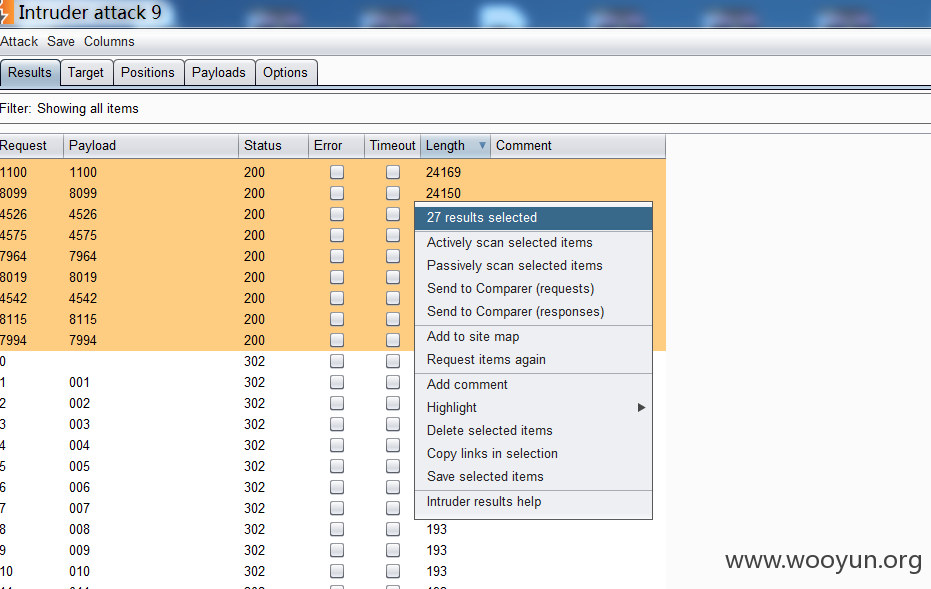 Intruder attack 9
Attack Save Columns
Results Target Positions Payloads Options
Filter: Showing all items
Request Payload Status Error Timeout Length Comment
1100 1100 200 24169
8099 8099 200 24150
4526 4526 200
4575 4575 200
7964 7964 200
8019 8019 200
4542 4542 200
8115 8115 200
7994 7994 200
0 302
1 001 302
2 002 302
3 003 302
4 004 302
5 005 302
6 006 302
7 007 302
8 008 302 193
9 009 302 193
10 010 302 193
27 results selected
Actively scan selected items
Passively scan selected items
Send to Comparer (requests)
Send to Comparer (responses)
Add to site map
Request items again
Add comment
Highlight
Delete selected items
Copy links in selection
Save selected items
Intruder results help
www.wooyun.org